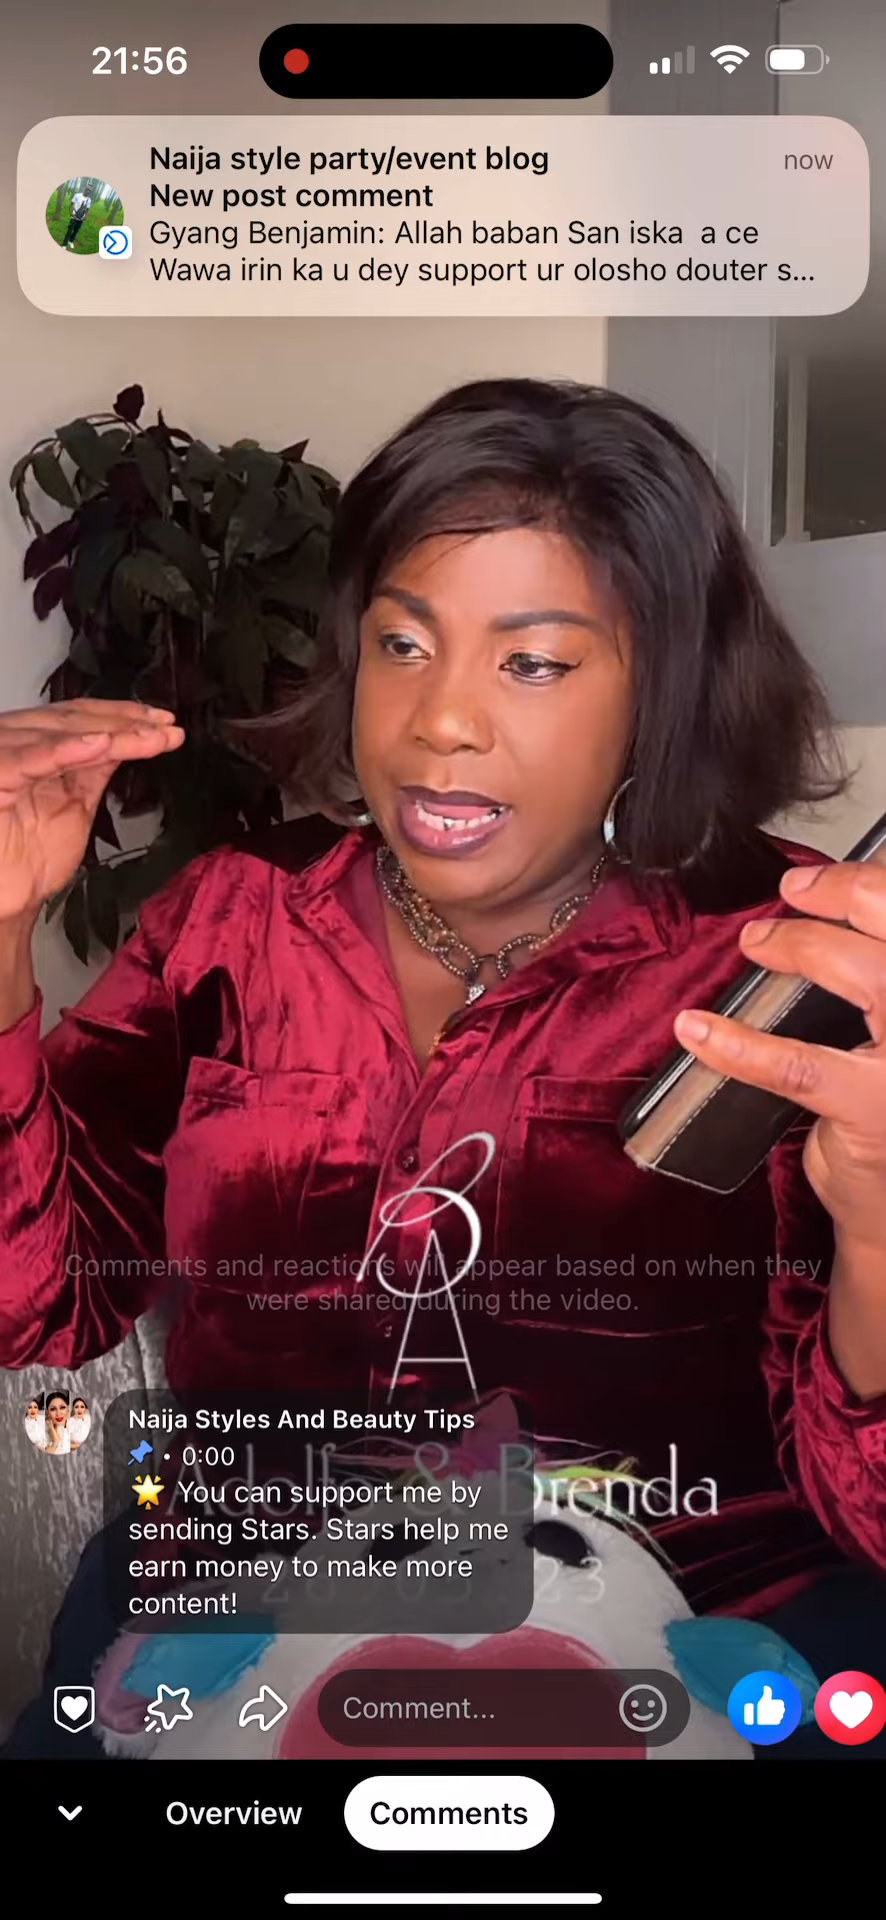 21:56
Naija style party/event blog
now
New post comment
Gyang Benjamin: Allah baban San iska a ce
Wawa irin ka u dey support ur olosho douter s...
Comments and reactions will appear based on when they
were shared during the video.
Naija Styles And Beauty Tips
📌 • 0:00
🌟 You can support me by
sending Stars. Stars help me
earn money to make more
content!
Adolfo & Brenda
Comment...
Overview
Comments